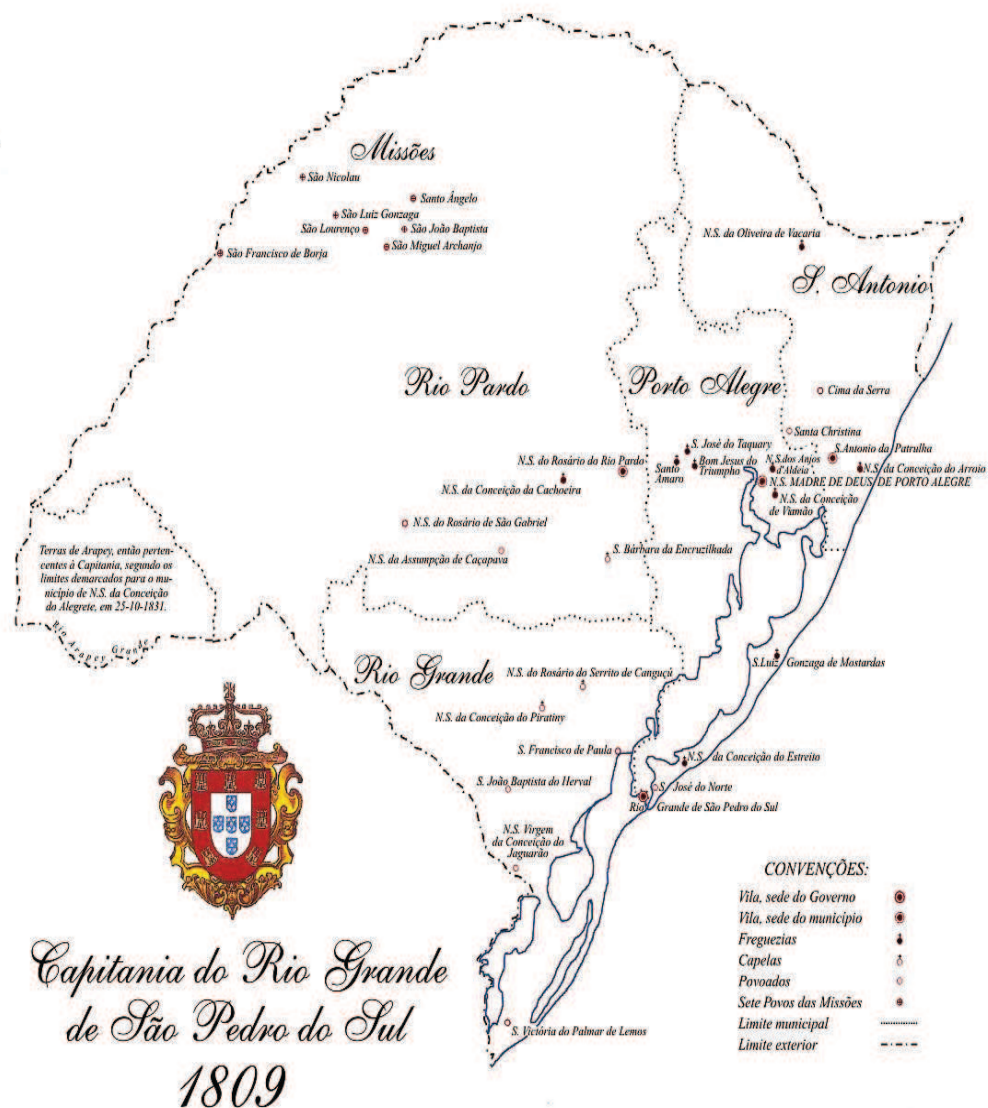 Missões
São Nicolau
Santo Ângelo
São Luiz Gonzaga
São Lourenço
São João Baptista
São Miguel Archanjo
São Francisco de Borja
N.S. da Oliveira de Vacaria
S. Antonio
Rio Pardo
Porto Alegre
Cima da Serra
Santa Christina
S. José do Taquary
S.Antonio da Patrulha
N.S. do Rosário do Rio Pardo
Santo
Amaro
Bom Jesus do
Triumpho
N.S.dos Anjos
d'Aldéia
N.S. da Conceição do Arroio
N.S. MADRE DE DEUS DE PORTO ALEGRE
N.S. da Conceição da Cachoeira
N.S. da Conceição
de Viamão
N.S. do Rosário de São Gabriel
N.S. da Assumpção de Caçapava
S. Bárbara da Encruzilhada
Terras de Arapey, então perten-
centes à Capitania, segundo os
limites demarcados para o mu-
nicípio de N.S. da Conceição
do Alegrete, em 25-10-1831.
Rio Arapey Grande
Rio Grande
N.S. do Rosário do Serrito de Canguçú
S.Luiz Gonzaga de Mostardas
N.S. da Conceição do Piratiny
S. Francisco de Paula
N.S. da Conceição do Estreito
S. João Baptista do Herval
S. José do Norte
Rio Grande de São Pedro do Sul
N.S. Virgem
da Conceição do
Jaguarão
S. Victória do Palmar de Lemos
CONVENÇÕES:
Vila, sede do Governo
Vila, sede do município
Freguezias
Capelas
Povoados
Sete Povos das Missões
Limite municipal
Limite exterior
Capitania do Rio Grande
de São Pedro do Sul
1809